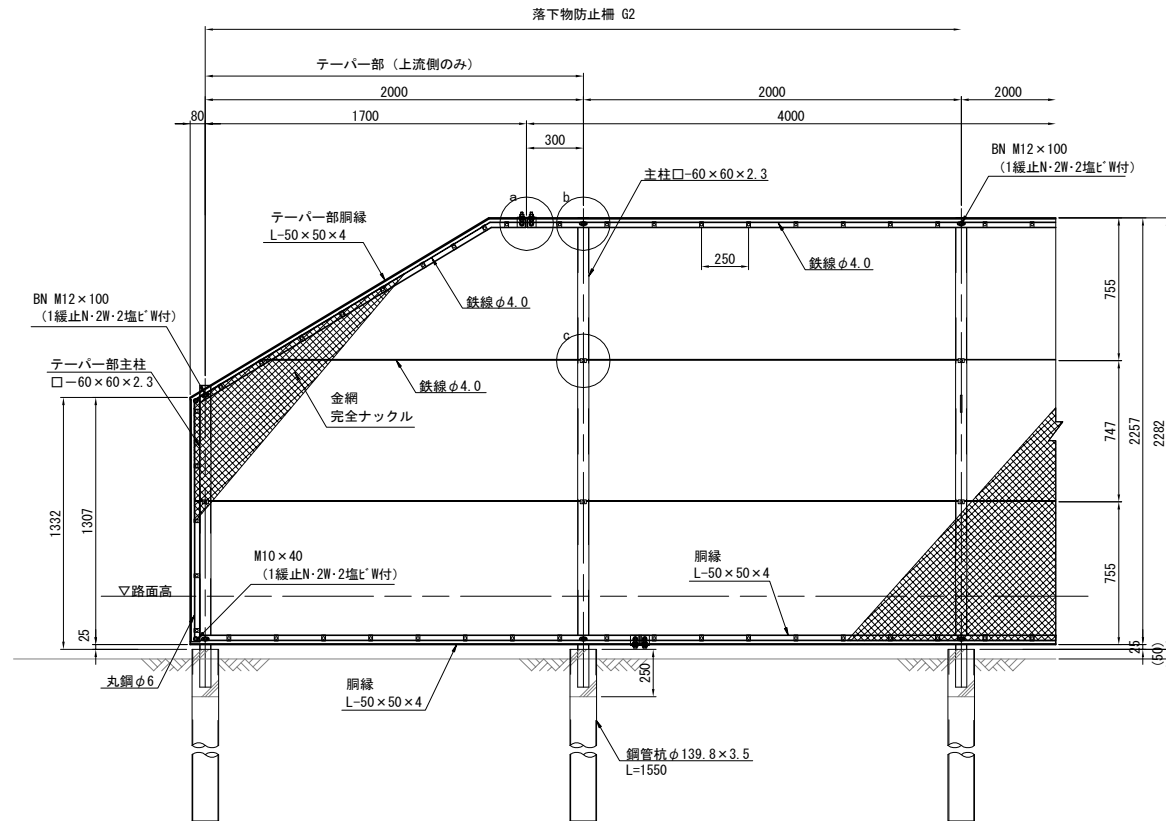 落下物防止柵 G2
テーパー部（上流側のみ）
2000
2000
2000
80
1700
4000
300
BN M12×100
（1緩止N･2W･2塩ﾋﾞW付）
主柱口-60×60×2.3
a
b
テーパー部胴縁
L-50×50×4
250
鉄線φ4.0
鉄線φ4.0
755
BN M12×100
（1緩止N･2W･2塩ﾋﾞW付）
c
テーパー部主柱
口－60×60×2.3
鉄線φ4.0
金網
完全ナックル
747
2257
2282
1332
1307
M10×40
（1緩止N･2W･2塩ﾋﾞW付）
胴縁
L-50×50×4
755
▽路面高
25
25
(50)
250
丸鋼φ6
胴縁
L-50×50×4
鋼管杭φ139.8×3.5
L=1550